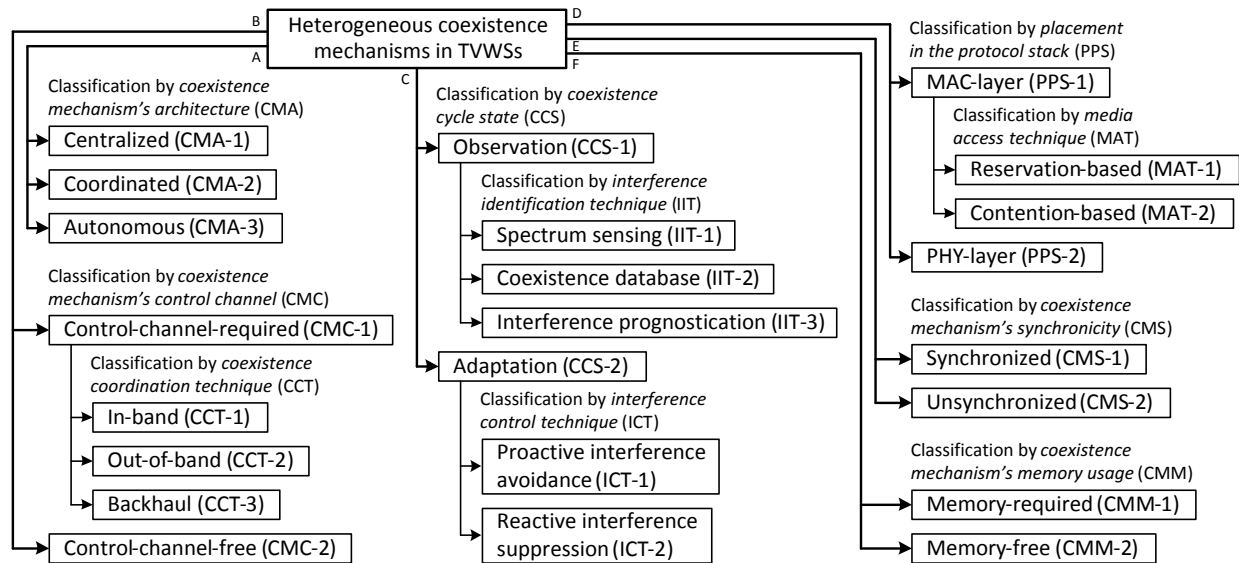 Heterogeneous coexistence
mechanisms in TVWSs
B
A
C
D
E
F
Classification by coexistence
mechanism's architecture (CMA)
Centralized (CMA-1)
Coordinated (CMA-2)
Autonomous (CMA-3)
Classification by coexistence
mechanism's control channel (CMC)
Control-channel-required (CMC-1)
Classification by coexistence
coordination technique (CCT)
In-band (CCT-1)
Out-of-band (CCT-2)
Backhaul (CCT-3)
Control-channel-free (CMC-2)
Classification by coexistence
cycle state (CCS)
Observation (CCS-1)
Classification by interference
identification technique (IIT)
Spectrum sensing (IIT-1)
Coexistence database (IIT-2)
Interference prognostication (IIT-3)
Adaptation (CCS-2)
Classification by interference
control technique (ICT)
Proactive interference
avoidance (ICT-1)
Reactive interference
suppression (ICT-2)
Classification by placement
in the protocol stack (PPS)
MAC-layer (PPS-1)
Classification by media
access technique (MAT)
Reservation-based (MAT-1)
Contention-based (MAT-2)
PHY-layer (PPS-2)
Classification by coexistence
mechanism's synchronicity (CMS)
Synchronized (CMS-1)
Unsynchronized (CMS-2)
Classification by coexistence
mechanism's memory usage (CMM)
Memory-required (CMM-1)
Memory-free (CMM-2)